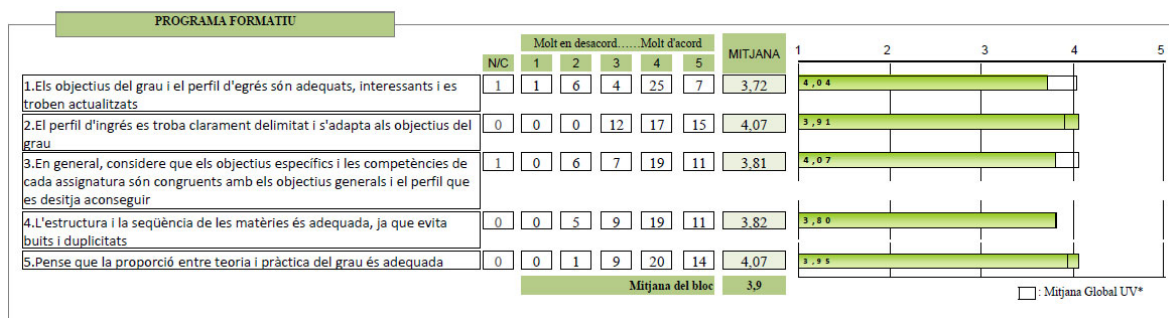 PROGRAMA FORMATIU
Molt en desacord......Molt d'acord
N/C 1 2 3 4 5 MITJANA 1 2 3 4 5
1.Els objectius del grau i el perfil d'egrés són adequats, interessants i es
troben actualitzats
1 1 6 4 25 7 3,72 4,04
2.El perfil d'ingrés es troba clarament delimitat i s'adapta als objectius del
grau
0 0 0 12 17 15 4,07 3,91
3.En general, considere que els objectius específics i les competències de
cada assignatura són congruents amb els objectius generals i el perfil que
es desitja aconseguir
1 0 6 7 19 11 3,81 4,07
4.L'estructura i la seqüència de les matèries és adequada, ja que evita
buits i duplicitats
0 0 5 9 19 11 3,82 3,80
5.Pense que la proporció entre teoria i pràctica del grau és adequada
0 0 1 9 20 14 4,07 3,95
Mitjana del bloc 3,9
: Mitjana Global UV*